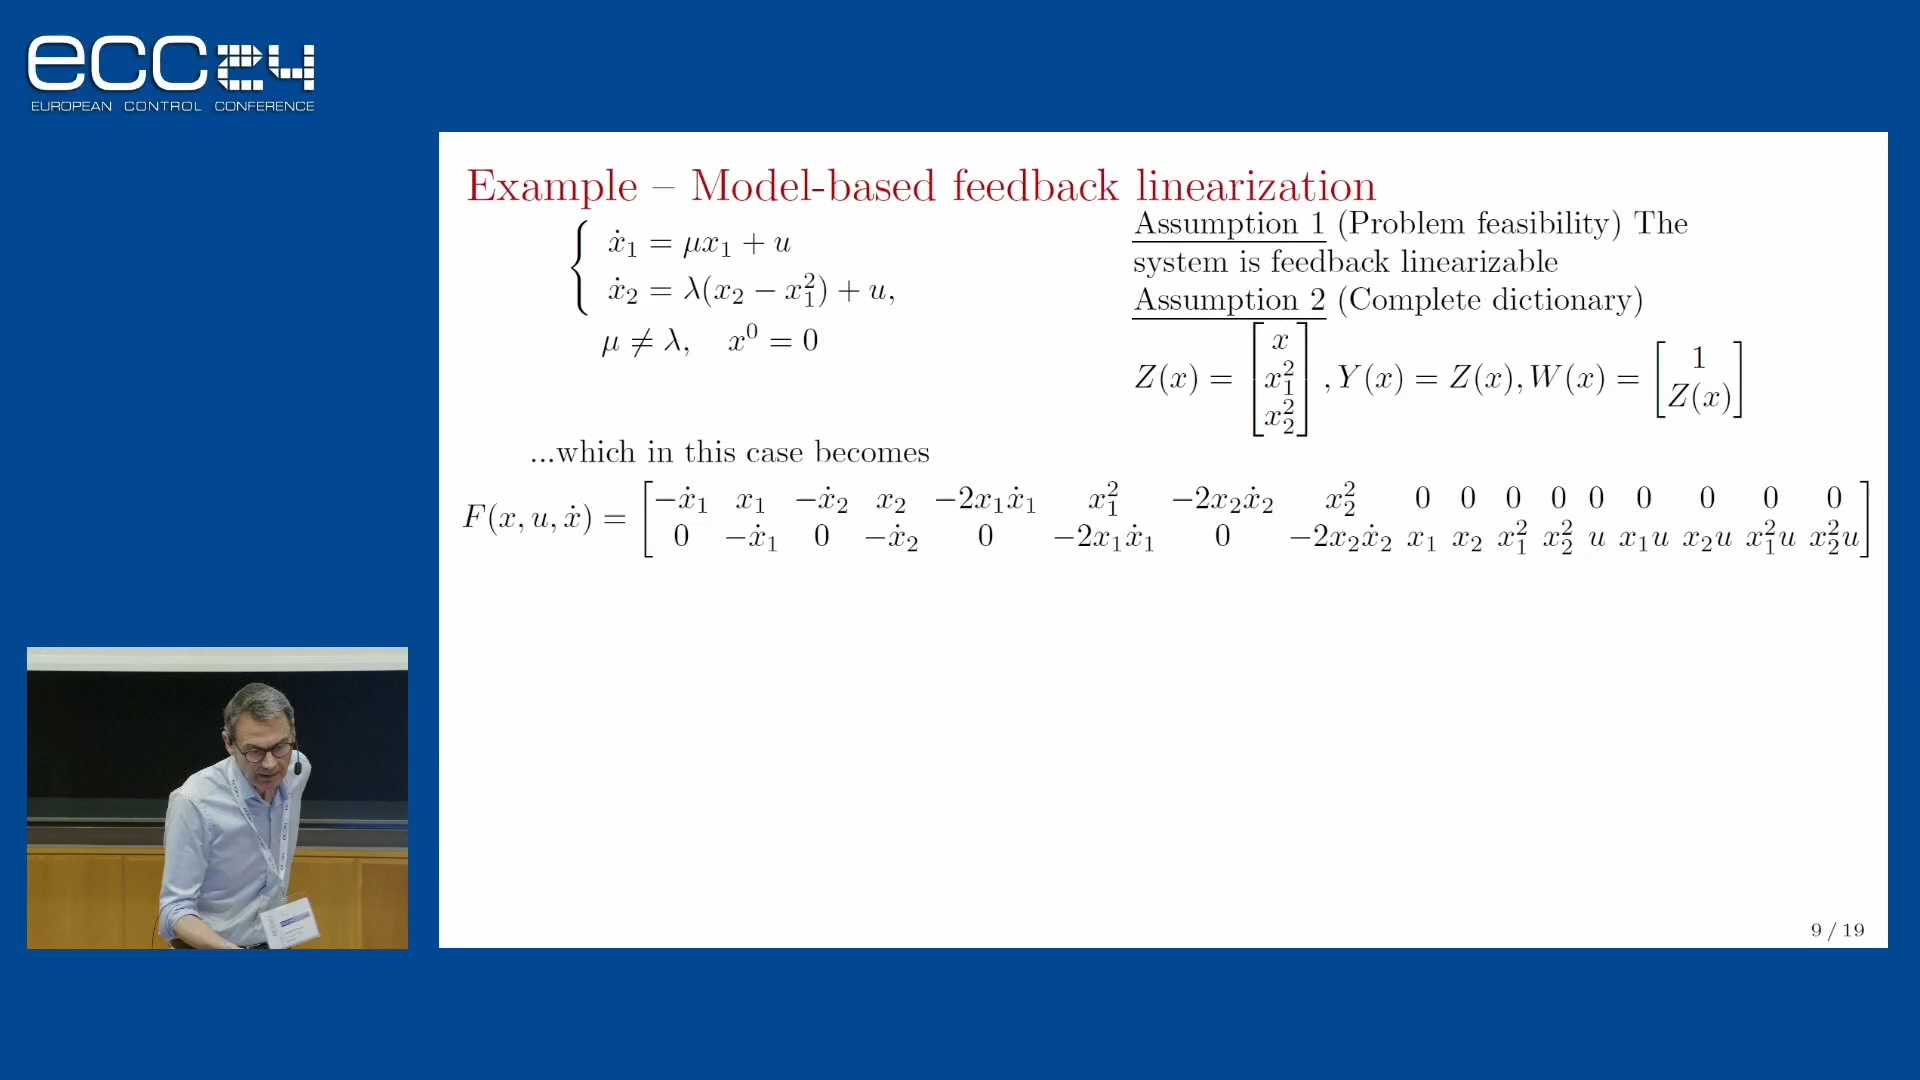 ecc24
EUROPEAN CONTROL CONFERENCE
Example – Model-based feedback linearization
{ ẋ₁ = μx₁ + u
ẋ₂ = λ(x₂ − x₁²) + u,
μ ≠ λ, x⁰ = 0
Assumption 1 (Problem feasibility) The
system is feedback linearizable
Assumption 2 (Complete dictionary)
Z(x) = [x; x₁²; x₂²], Y(x) = Z(x), W(x) = [1; Z(x)]
...which in this case becomes
F(x, u, ẋ) = [−ẋ₁ x₁ −ẋ₂ x₂ −2x₁ẋ₁ x₁² −2x₂ẋ₂ x₂² 0 0 0 0 0 0 0 0 0
0 −ẋ₁ 0 −ẋ₂ 0 −2x₁ẋ₁ 0 −2x₂ẋ₂ x₁ x₂ x₁² x₂² u x₁u x₂u x₁²u x₂²u]
9 / 19